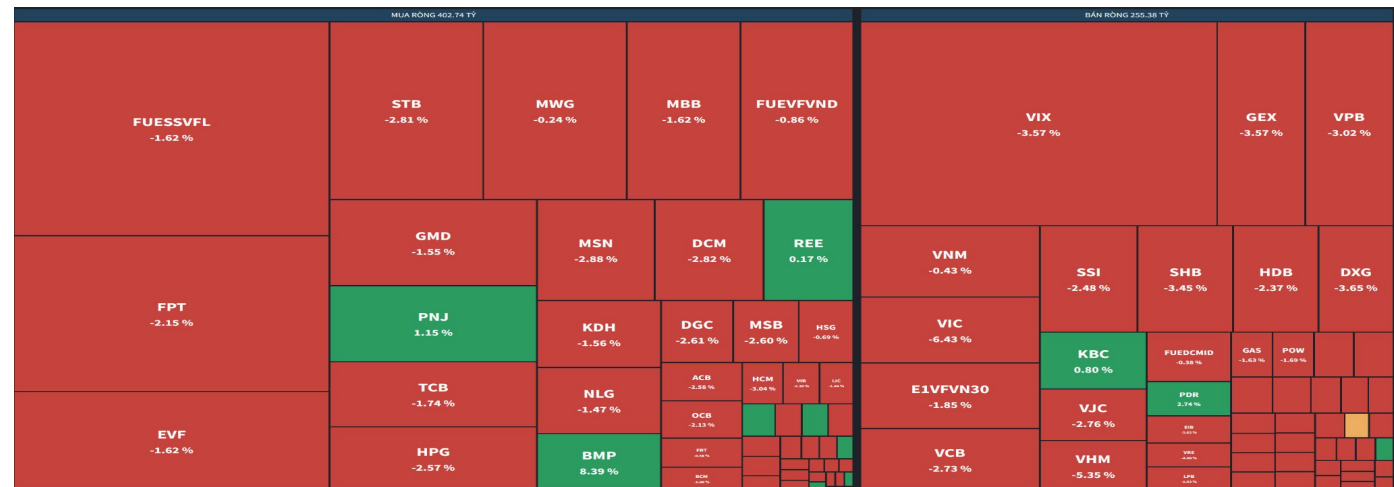 MUA RÒNG 402.74 TỶ
FUESSVFL
-1.62 %
FPT
-2.15 %
EVF
-1.62 %
STB
-2.81 %
MWG
-0.24 %
MBB
-1.62 %
FUEVFVND
-0.86 %
GMD
-1.55 %
PNJ
1.15 %
TCB
-1.74 %
HPG
-2.57 %
MSN
-2.88 %
DCM
-2.82 %
REE
0.17 %
KDH
-1.56 %
NLG
-1.47 %
BMP
8.39 %
DGC
-2.61 %
MSB
-2.60 %
HSG
-0.69 %
ACB
-2.58 %
OCB
-2.13 %
HCM
-3.04 %
BCM
BÁN RÒNG 255.38 TỶ
VIX
-3.57 %
GEX
-3.57 %
VPB
-3.02 %
VNM
-0.43 %
VIC
-6.43 %
E1VFVN30
-1.85 %
VCB
-2.73 %
SSI
-2.48 %
SHB
-3.45 %
HDB
-2.37 %
DXG
-3.65 %
KBC
0.80 %
VJC
-2.76 %
VHM
-5.35 %
FUEDCMID
-0.38 %
PDR
2.74 %
EIB
VRE
LPB
GAS
-1.63 %
POW
-1.69 %